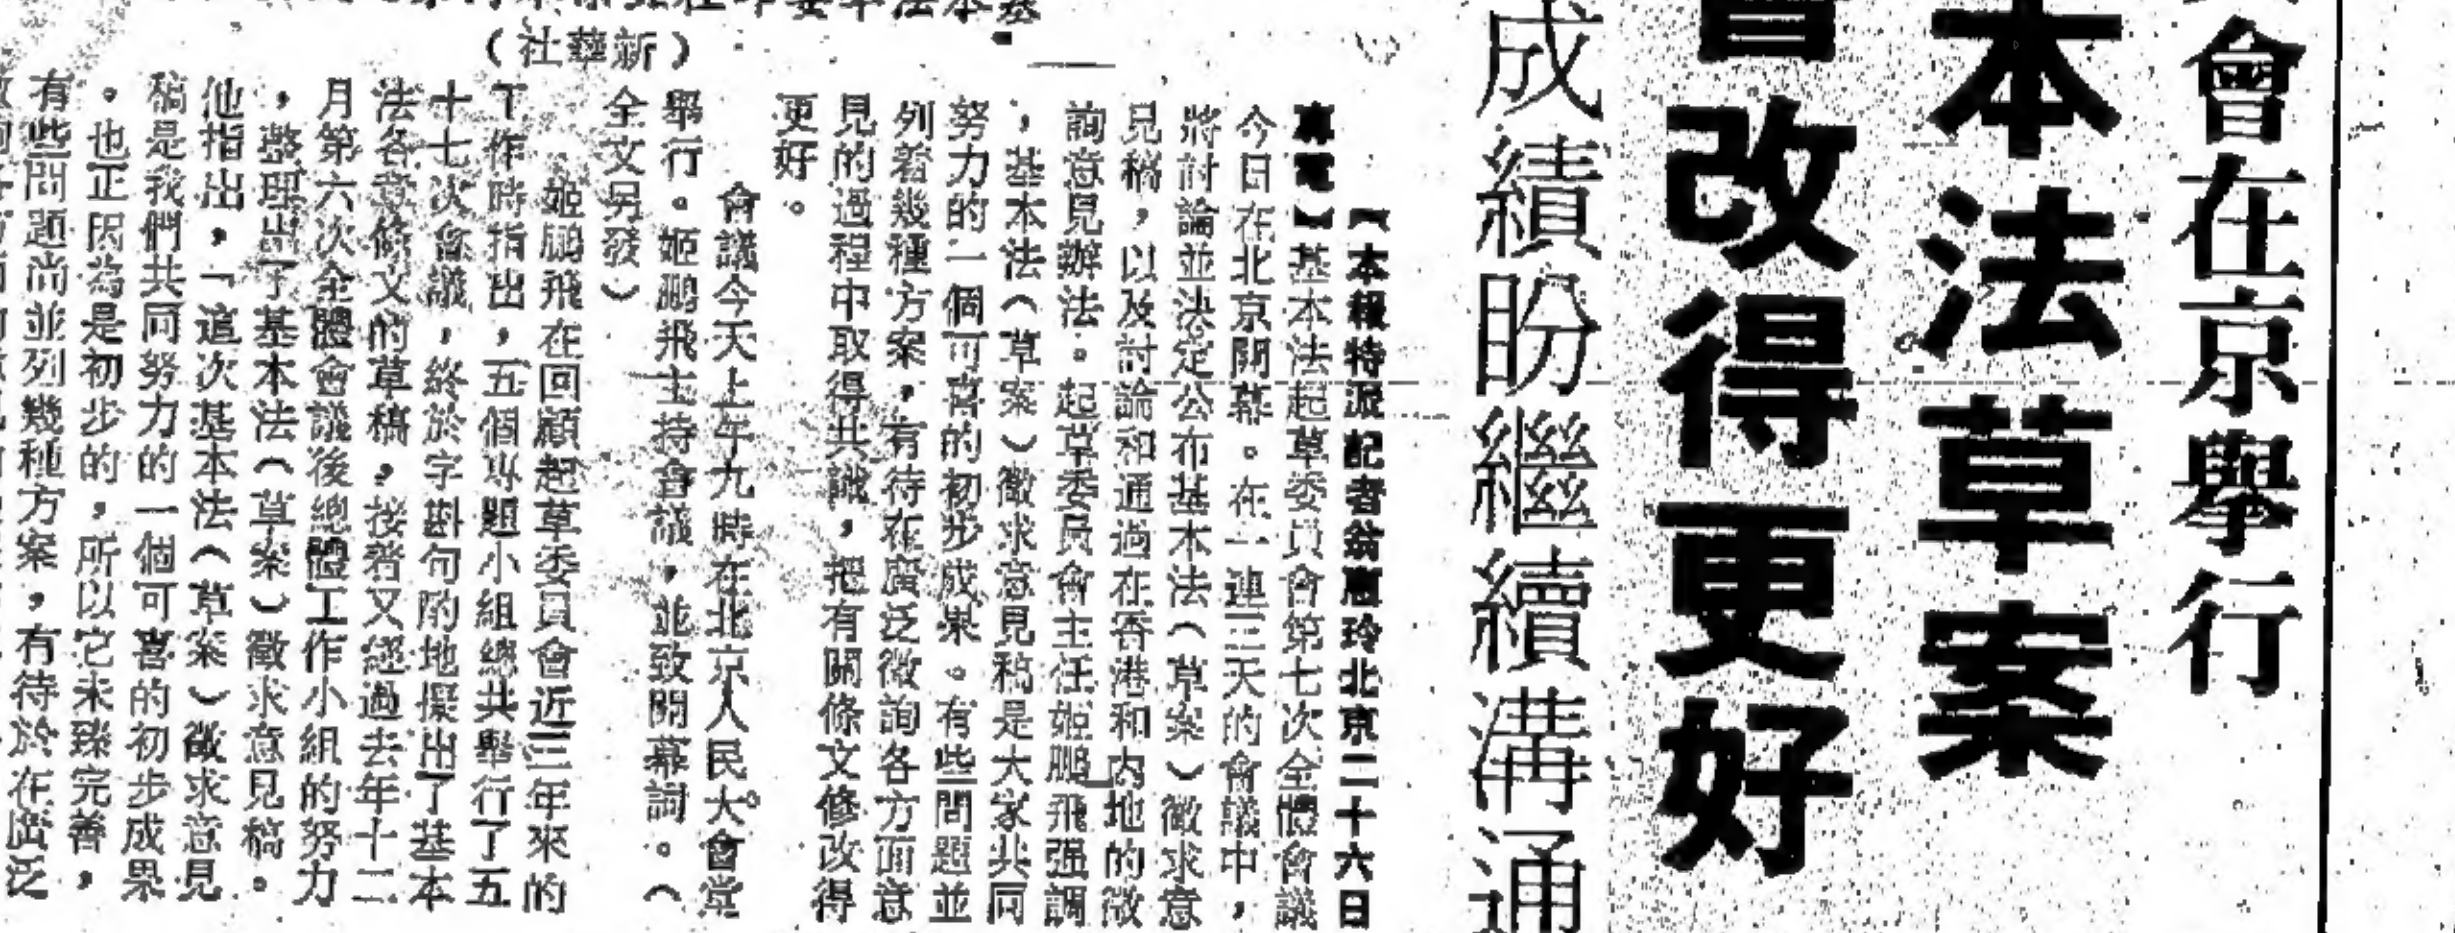 會在京舉行
本法草案
改得更好
成績盼繼續溝通
(新華社)
【本報特派記者翁惠玲北京二十六日
專電】基本法起草委員會第七次全體會議
今日在北京開幕。在一連三天的會議中，
將討論並決定公布基本法（草案）徵求意
見稿，以及討論和通過在香港和內地的徵
詢意見辦法。起草委員會主任姬鵬飛强調
，基本法（草案）徵求意見稿是大家共同
努力的一個可喜的初步成果。有些問題並
列着幾種方案，有待在廣泛徵詢各方面意
見的過程中取得共識，把有關條文修改得
更好。
會議今天上午九時在北京人民大會堂
舉行。姬鵬飛主持會議，並致開幕詞。（
全文另發）
姬鵬飛在回顧起草委員會近三年來的
工作時指出，五個專題小組總共舉行了五
十七次會議，終於字斟句酌地擬出了基本
法各章條文的草稿，接着又經過去年十二
月第六次全體會議後總體工作小組的努力
，整理出了基本法（草案）徵求意見稿。
他指出，「這次基本法（草案）徵求意見
稿是我們共同努力的一個可喜的初步成果
。也正因為是初步的，所以它未臻完善，
有些問題尚並列幾種方案，有待於在廣泛